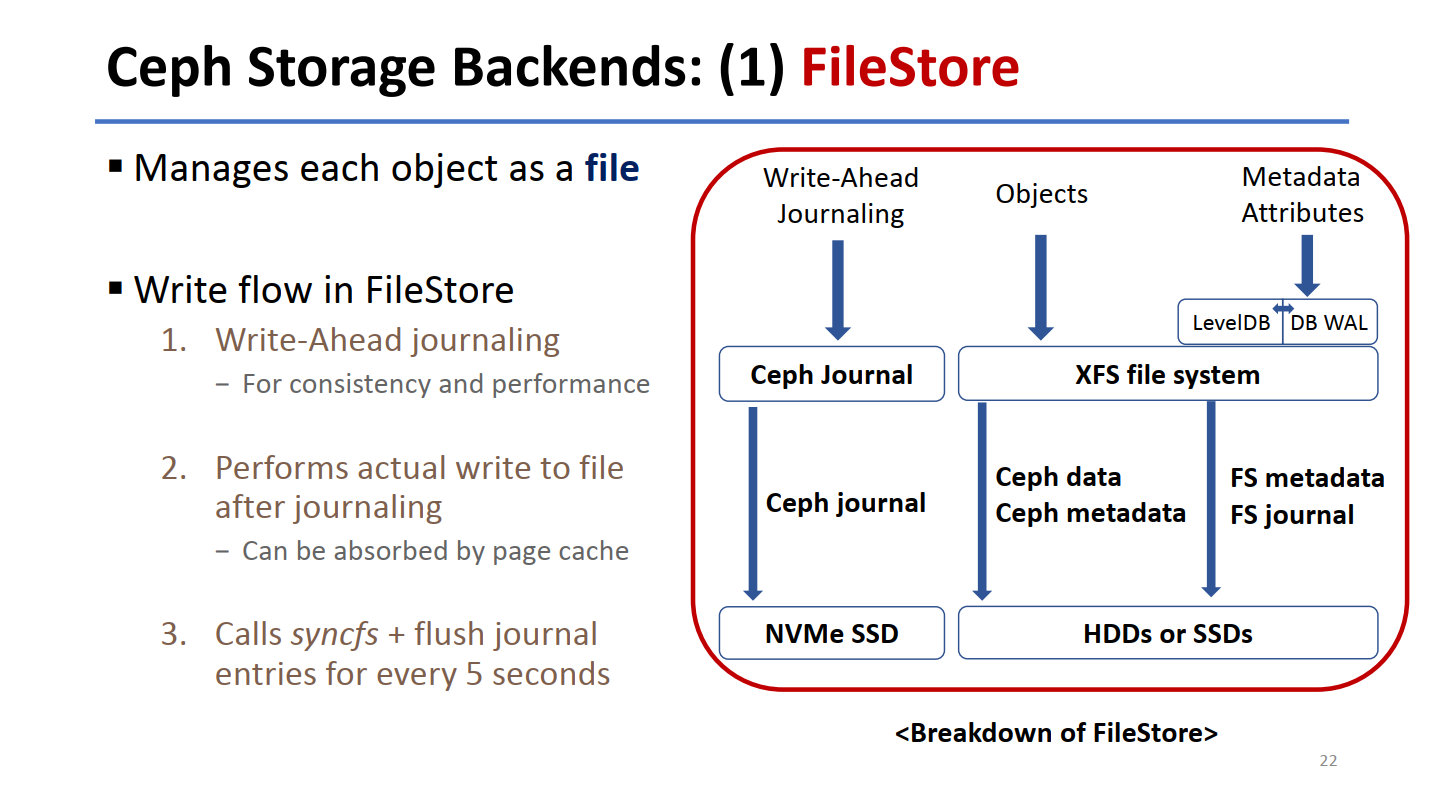 Ceph Storage Backends: (1) FileStore
▪ Manages each object as a file
▪ Write flow in FileStore
1. Write-Ahead journaling
− For consistency and performance
2. Performs actual write to file
after journaling
− Can be absorbed by page cache
3. Calls syncfs + flush journal
entries for every 5 seconds
Write-Ahead
Journaling
Objects
Metadata
Attributes
LevelDB
DB WAL
Ceph Journal
XFS file system
Ceph journal
Ceph data
Ceph metadata
FS metadata
FS journal
NVMe SSD
HDDs or SSDs
<Breakdown of FileStore>
22